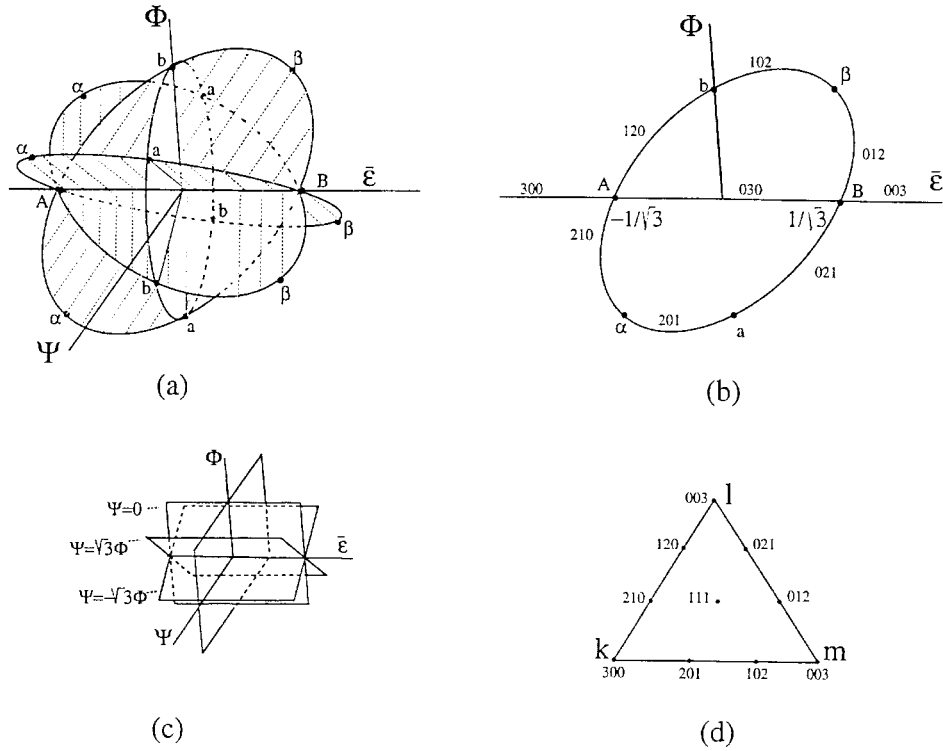 Φ
b
β
α
a
α
a
B
ε̄
A
b
β
b
β
α
a
Ψ
(a)
Φ
102
b
β
120
012
A
B
ε̄
300
030
003
−1/√3
1/√3
210
021
α
201
a
(b)
Φ
Ψ=0
Ψ=√3Φ
ε̄
Ψ=−√3Φ
Ψ
(c)
003 l
120
021
210
111
012
k
m
300
201
102
003
(d)